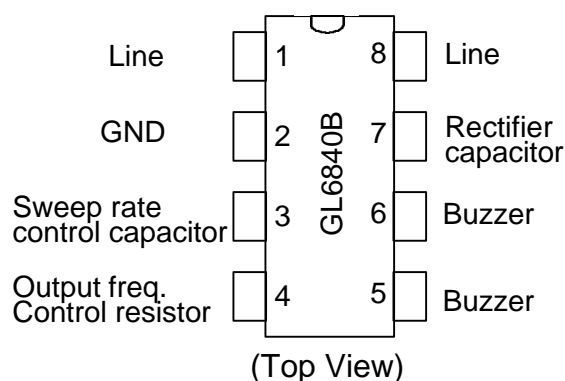 Line
1
8
Line
GND
2
7
Rectifier
capacitor
GL6840B
Sweep rate
control capacitor
3
6
Buzzer
Output freq.
Control resistor
4
5
Buzzer
(Top View)